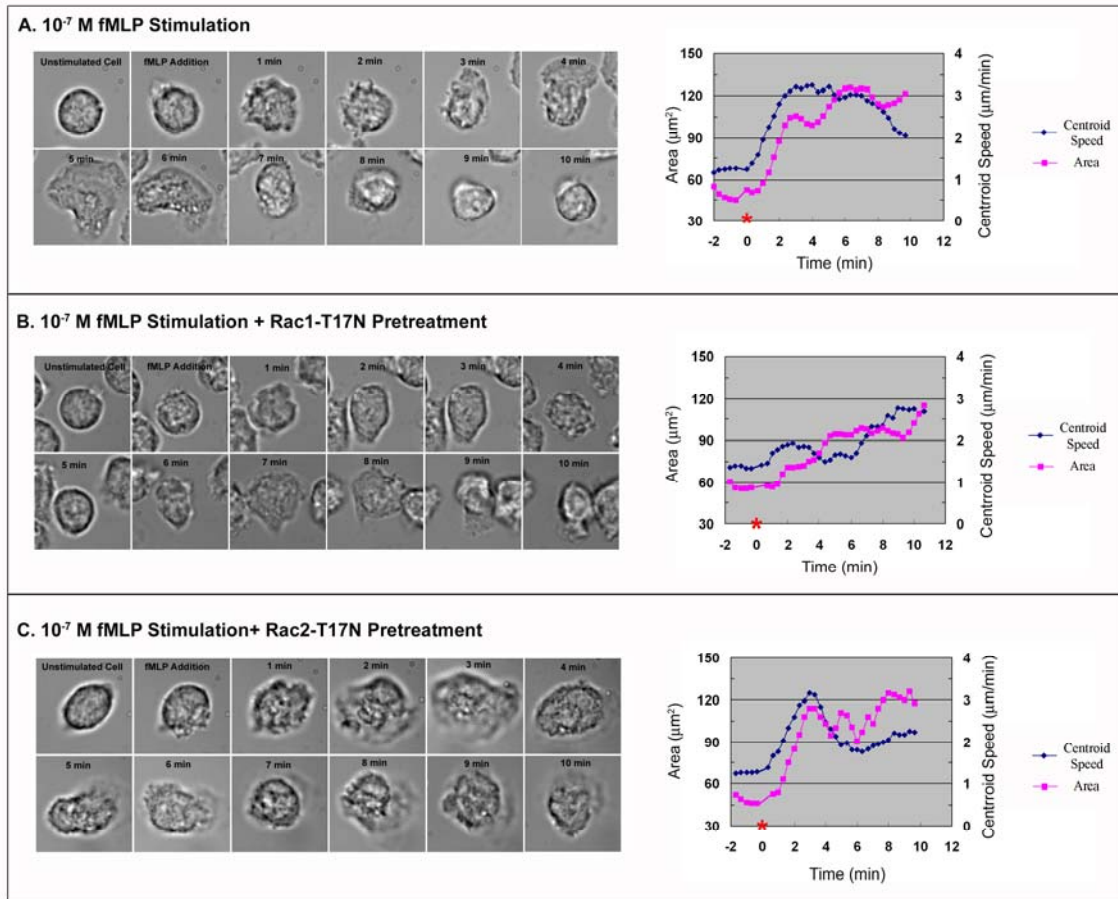 A. 10⁻⁷ M fMLP Stimulation
Unstimulated Cell fMLP Addition 1 min 2 min 3 min 4 min
5 min 6 min 7 min 8 min 9 min 10 min
150
120
90
60
30
4
3
2
1
0
-2 0 2 4 6 8 10 12
Area (µm²)
Time (min)
Centrroid Speed (µm/min)
*
Centroid
Speed
Area
B. 10⁻⁷ M fMLP Stimulation + Rac1-T17N Pretreatment
Unstimulated Cell fMLP Addition 1 min 2 min 3 min 4 min
5 min 6 min 7 min 8 min 9 min 10 min
150
120
90
60
30
4
3
2
1
0
-2 0 2 4 6 8 10 12
Area (µm²)
Time (min)
Centrroid Speed (µm/min)
*
Centroid
Speed
Area
C. 10⁻⁷ M fMLP Stimulation+ Rac2-T17N Pretreatment
Unstimulated Cell fMLP Addition 1 min 2 min 3 min 4 min
5 min 6 min 7 min 8 min 9 min 10 min
150
120
90
60
30
4
3
2
1
0
-2 0 2 4 6 8 10 12
Area (µm²)
Time (min)
Centrroid Speed (µm/min)
*
Centroid
Speed
Area